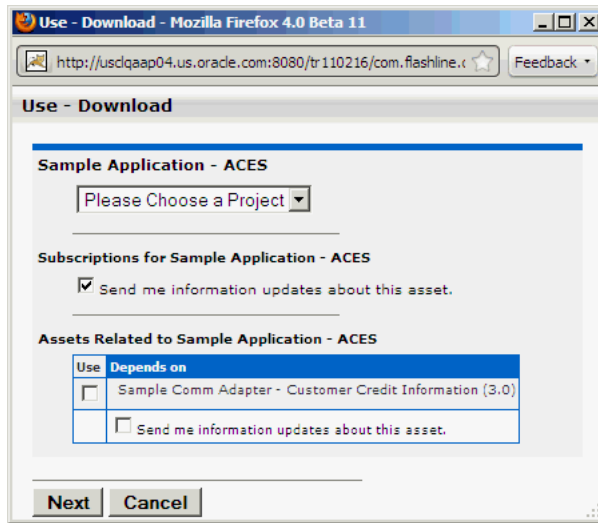 Use - Download - Mozilla Firefox 4.0 Beta 11
http://usclqaap04.us.oracle.com:8080/tr110216/com.flashline.c
Feedback
Use - Download
Sample Application - ACES
Please Choose a Project
Subscriptions for Sample Application - ACES
Send me information updates about this asset.
Assets Related to Sample Application - ACES
Use Depends on
Sample Comm Adapter - Customer Credit Information (3.0)
Send me information updates about this asset.
Next Cancel